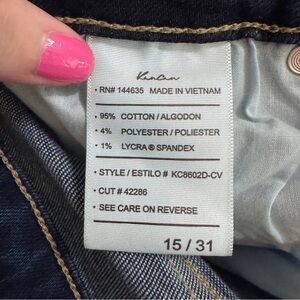 KanCan
• RN# 144635 MADE IN VIETNAM
• 95% COTTON / ALGODON
• 4% POLYESTER / POLIESTER
• 1% LYCRA® SPANDEX
• STYLE / ESTILO # KC8602D-CV
• CUT # 42286
• SEE CARE ON REVERSE
15 / 31